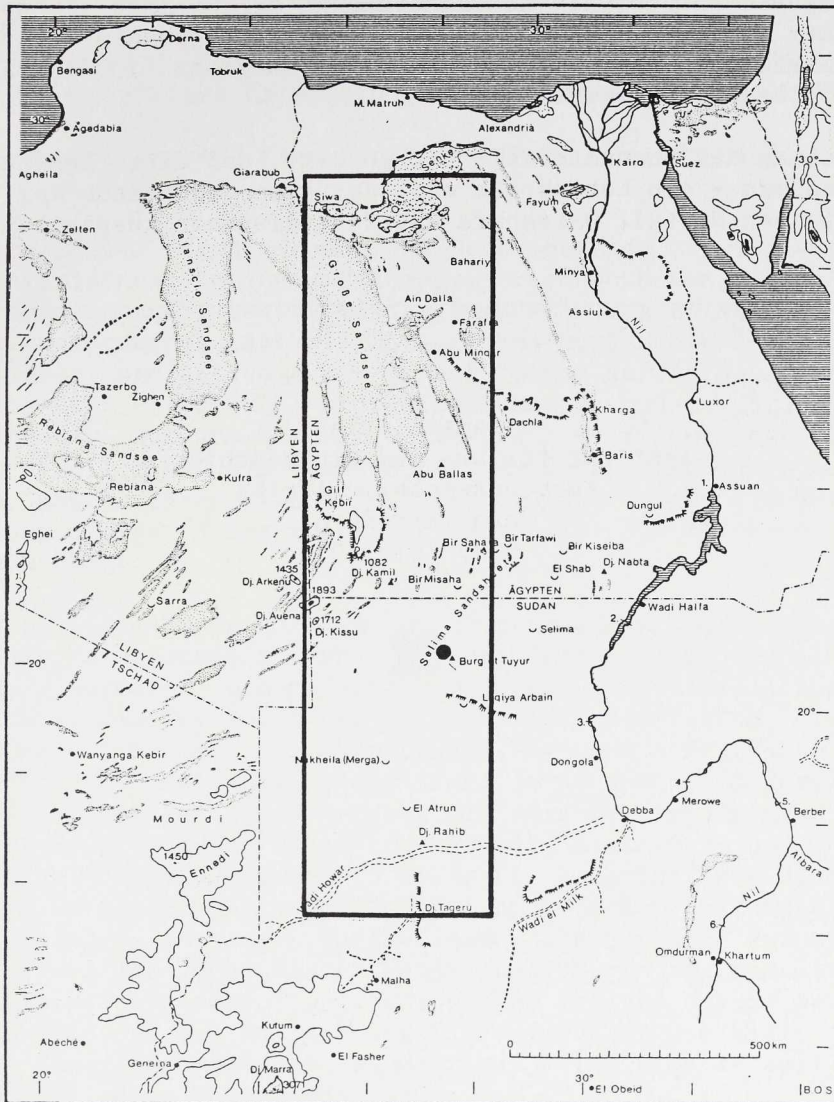 20°
30°
Derna
Bengasi
Tobruk
M. Matruh
Alexandria
30°
Agedabia
Kairo
Suez
30°
Agheila
Giarabub
Senke
Siwa
Fayum
Zelten
Calanscio Sandsee
Große Sandsee
Bahariy
Minya
Ain Dalla
Farafra
Assiut
Nil
Abu Minqar
Tazerbo
Zighen
Dachla
Kharga
Luxor
Rebiana Sandsee
LIBYEN
ÄGYPTEN
Baris
Rebiana
Kufra
Abu Ballas
1.
Assuan
Gilf Kebir
Dungul
Eghei
Bir Sahara
Bir Tarfawi
Bir Kiseiba
1082
1435
Dj. Kamil
El Shab
Dj. Nabta
Dj. Arkenu
Bir Misaha
1893
ÄGYPTEN
SUDAN
Sarra
Dj. Auena
Wadi Halfa
1712
2.
Dj. Kissu
Selima Sandsheet
Selima
LIBYEN
TSCHAD
20°
Burg et Tuyur
Laqiya Arbain
20°
3.
Wanyanga Kebir
Nukheila (Merga)
Dongola
4.
El Atrun
Merowe
5.
Mourdi
Debba
Berber
Dj. Rahib
1450
Ennedi
Atbara
Wadi Howar
Dj. Tageru
Wadi el Milk
Nil
6.
Omdurman
Khartum
Malha
Kutum
0
500 km
Abeché
Geneina
El Fasher
Dj. Marra
3071
20°
30°
El Obeid
B.O.S